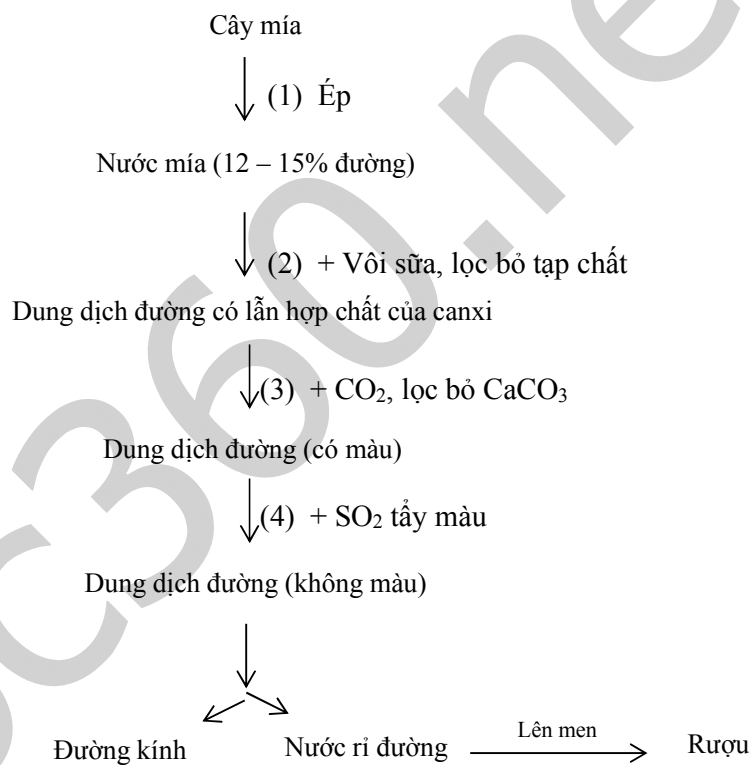 Cây mía
(1) Ép
Nước mía (12 – 15% đường)
(2) + Vôi sữa, lọc bỏ tạp chất
Dung dịch đường có lẫn hợp chất của canxi
(3) + CO₂, lọc bỏ CaCO₃
Dung dịch đường (có màu)
(4) + SO₂ tẩy màu
Dung dịch đường (không màu)
Đường kính
Nước rỉ đường
Lên men
Rượu